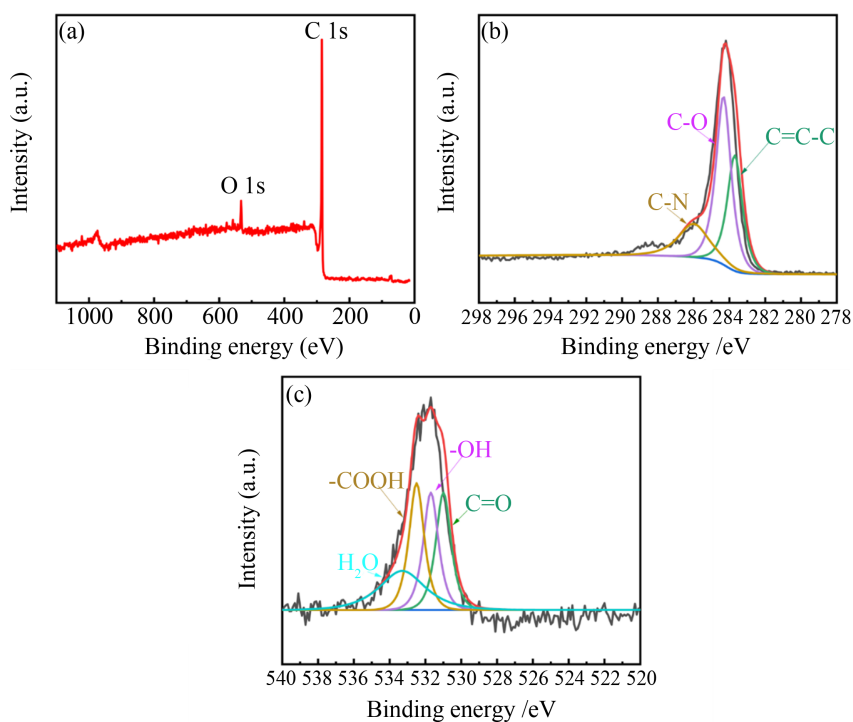 (a)
C 1s
O 1s
Intensity (a.u.)
1000 800 600 400 200 0
Binding energy (eV)
(b)
C-O
C=C-C
C-N
Intensity (a.u.)
298 296 294 292 290 288 286 284 282 280 278
Binding energy /eV
(c)
-OH
-COOH
C=O
H₂O
Intensity (a.u.)
540 538 536 534 532 530 528 526 524 522 520
Binding energy /eV